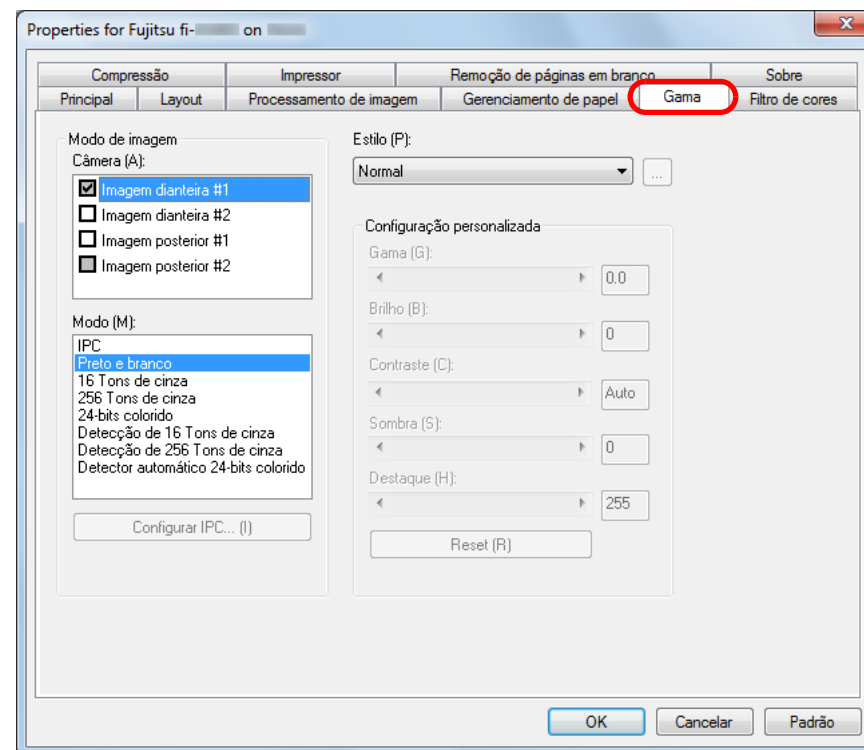 Properties for Fujitsu fi- on
Compressão Impressor Remoção de páginas em branco Sobre
Principal Layout Processamento de imagem Gerenciamento de papel Gama Filtro de cores
Modo de imagem
Câmera (A):
Imagem dianteira #1
Imagem dianteira #2
Imagem posterior #1
Imagem posterior #2
Modo (M):
IPC
Preto e branco
16 Tons de cinza
256 Tons de cinza
24-bits colorido
Detecção de 16 Tons de cinza
Detecção de 256 Tons de cinza
Detector automático 24-bits colorido
Configurar IPC... (I)
Estilo (P):
Normal ...
Configuração personalizada
Gama (G):
0.0
Brilho (B):
0
Contraste (C):
Auto
Sombra (S):
0
Destaque (H):
255
Reset (R)
OK Cancelar Padrão